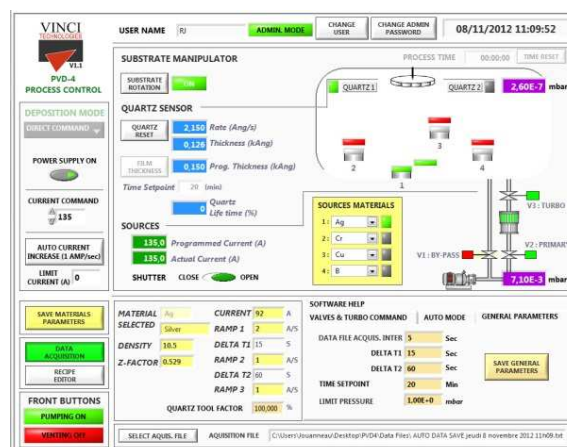 VINCI
TECHNOLOGIES
V1.1
PVD-4
PROCESS CONTROL
USER NAME RJ ADMIN. MODE CHANGE USER CHANGE ADMIN PASSWORD 08/11/2012 11:09:52
SUBSTRATE MANIPULATOR
PROCESS TIME 00:00:00 TIME RESET
SUBSTRATE ROTATION ON
QUARTZ 1 QUARTZ 2 2,60E-7 mbar
DEPOSITION MODE
DIRECT COMMAND
POWER SUPPLY ON
CURRENT COMMAND
135
AUTO CURRENT INCREASE (1 AMP/sec)
LIMIT CURRENT (A) 0
QUARTZ SENSOR
QUARTZ RESET 2,150 Rate (Ang/s)
0,126 Thickness (kAng)
FILM THICKNESS 0,150 Prog. Thickness (kAng)
Time Setpoint 20 (min)
0 Quartz Life time (%)
SOURCES
135,0 Programmed Current (A)
135,0 Actual Current (A)
SHUTTER CLOSE OPEN
2 3 4
1
SOURCES MATERIALS
1: Ag
2: Cr
3: Cu
4: B
V3: TURBO
V2: PRIMARY
V1: BY-PASS
7,10E-3 mbar
SAVE MATERIALS PARAMETERS
DATA ACQUISITION
RECIPE EDITOR
FRONT BUTTONS
PUMPING ON
VENTING OFF
MATERIAL SELECTED Ag
Silver
DENSITY 10.5
Z-FACTOR 0.529
CURRENT 92 A
RAMP 1 2 A/S
DELTA T1 15 S
RAMP 2 1 A/S
DELTA T2 60 S
RAMP 3 1 A/S
QUARTZ TOOL FACTOR 100,000 %
SOFTWARE HELP
VALVES & TURBO COMMAND AUTO MODE GENERAL PARAMETERS
DATA FILE ACQUIS. INTER 5 Sec
DELTA T1 15 Sec
DELTA T2 60 Sec
TIME SETPOINT 20 Min
LIMIT PRESSURE 1.00E+0 mbar
SAVE GENERAL PARAMETERS
SELECT AQUIS. FILE AQUISITION FILE C:\Users\Jouanneau\Desktop\PVD4\Data Files\ AUTO DATA SAVE jeudi 8 novembre 2012 11h09.txt